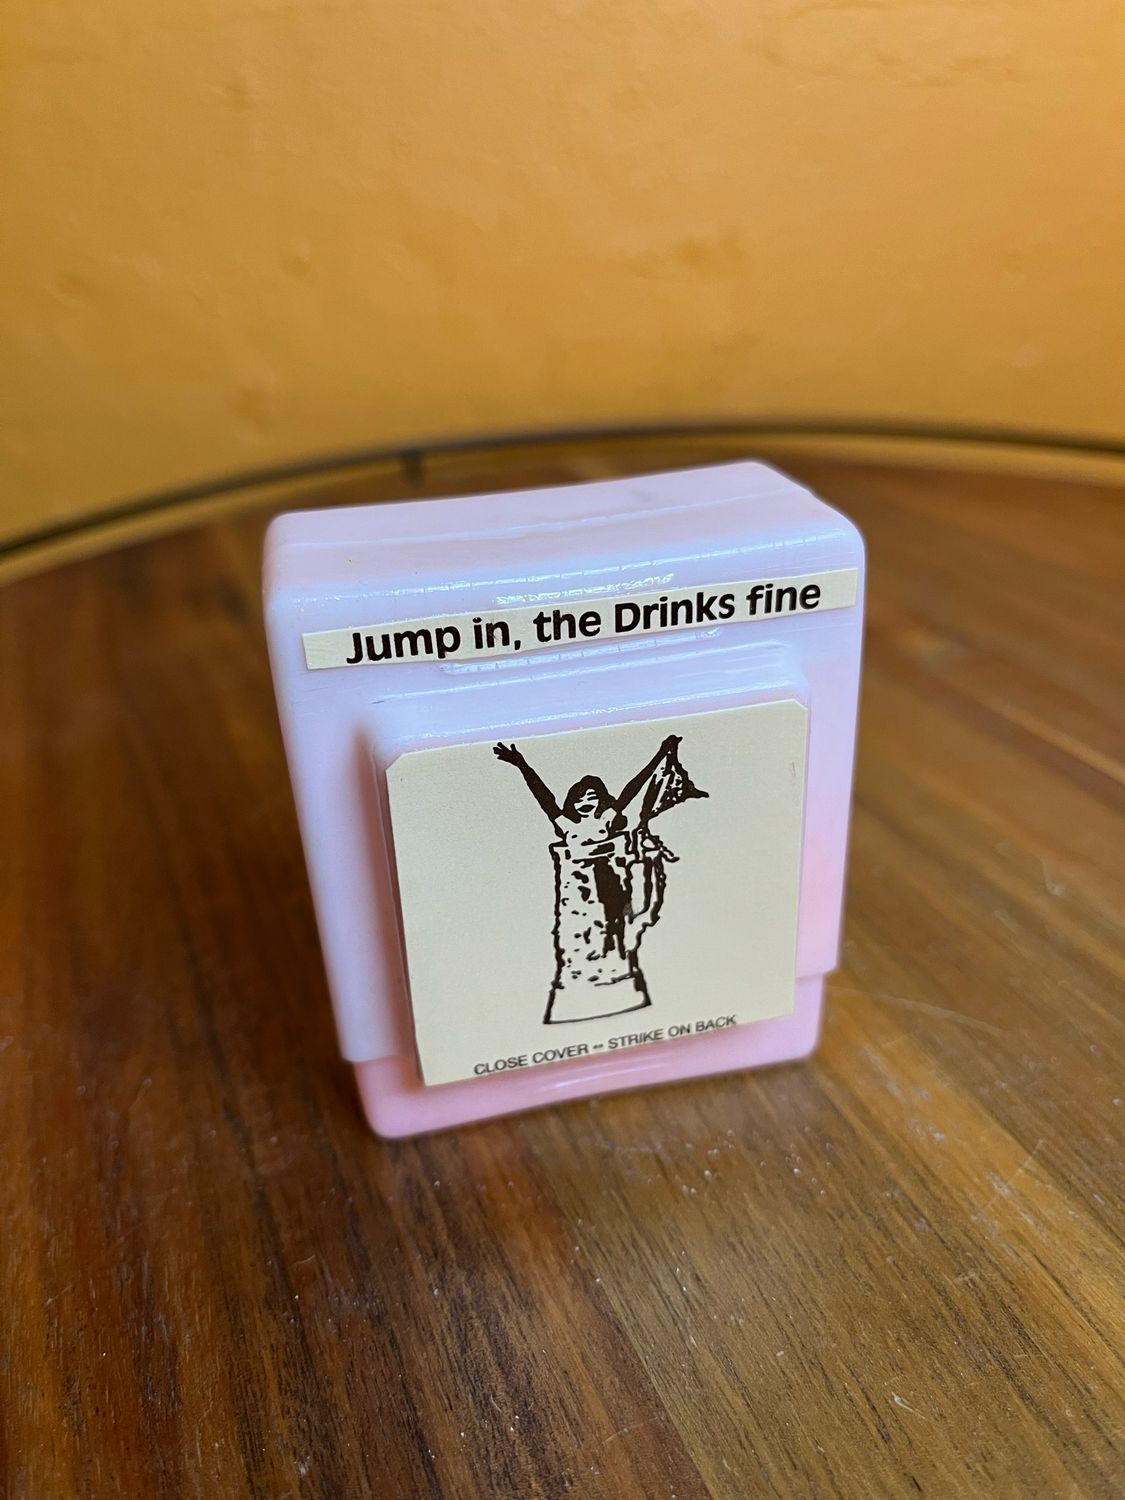 Jump in, the Drinks fine
CLOSE COVER ** STRIKE ON BACK